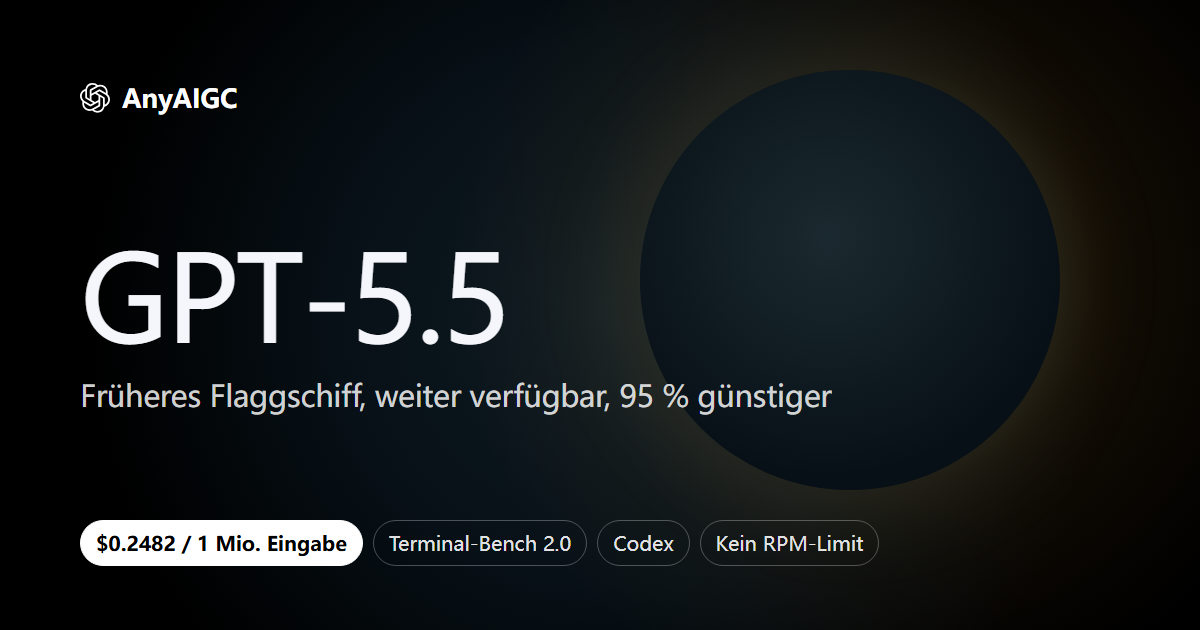 AnyAIGC
GPT-5.5
Früheres Flaggschiff, weiter verfügbar, 95 % günstiger
$0.2482 / 1 Mio. Eingabe
Terminal-Bench 2.0
Codex
Kein RPM-Limit